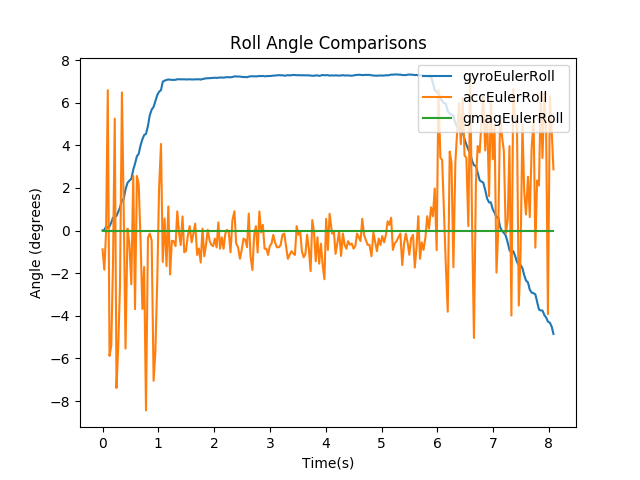 Roll Angle Comparisons
8
6
4
2
0
−2
−4
−6
−8
Angle (degrees)
gyroEulerRoll
accEulerRoll
gmagEulerRoll
0 1 2 3 4 5 6 7 8
Time(s)